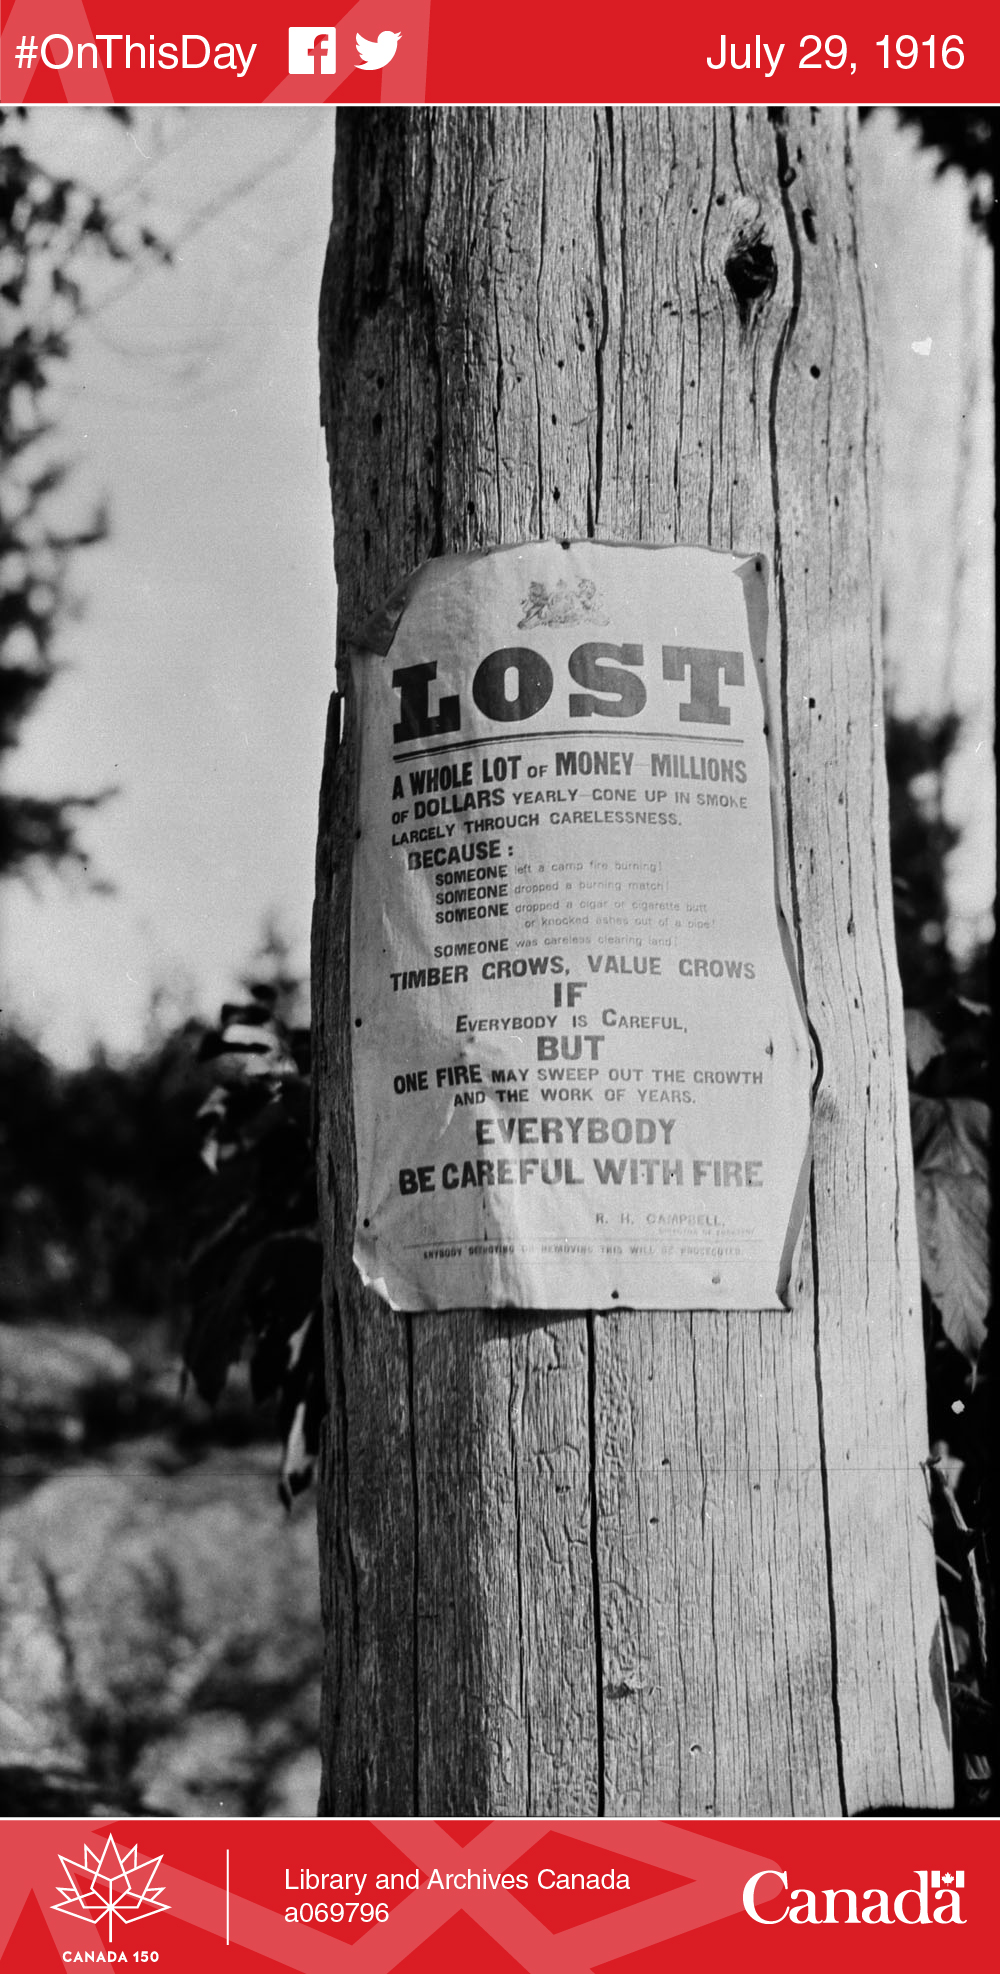 #OnThisDay
July 29, 1916
LOST
A WHOLE LOT OF MONEY MILLIONS
OF DOLLARS YEARLY—GONE UP IN SMOKE
LARGELY THROUGH CARELESSNESS.
BECAUSE:
SOMEONE left a camp fire burning!
SOMEONE dropped a burning match!
SOMEONE dropped a cigar or cigarette butt
or knocked ashes out of a pipe!
SOMEONE was careless clearing land!
TIMBER GROWS, VALUE GROWS
IF
EVERYBODY IS CAREFUL,
BUT
ONE FIRE MAY SWEEP OUT THE GROWTH
AND THE WORK OF YEARS.
EVERYBODY
BE CAREFUL WITH FIRE
R. H. CAMPBELL,
ANYBODY DEFACING OR REMOVING THIS WILL BE PROSECUTED.
CANADA 150
Library and Archives Canada
a069796
Canada